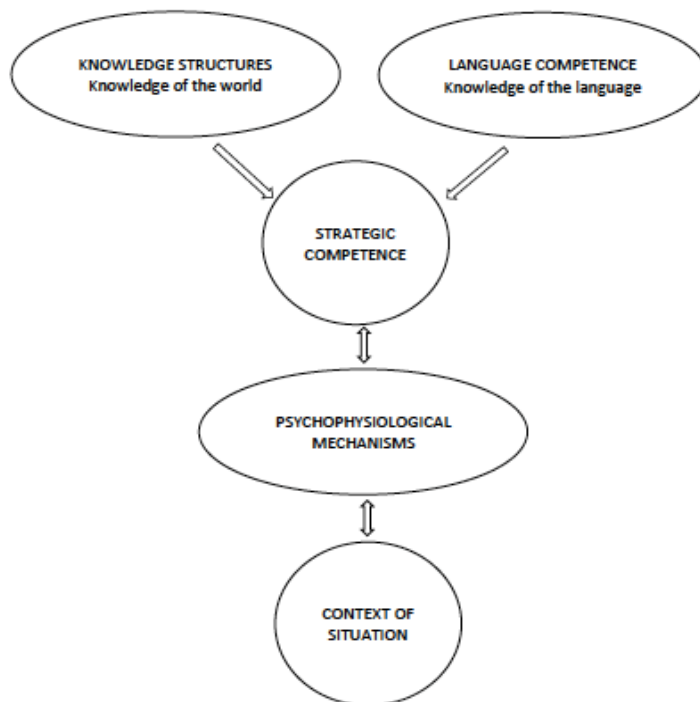 KNOWLEDGE STRUCTURES
Knowledge of the world
LANGUAGE COMPETENCE
Knowledge of the language
STRATEGIC
COMPETENCE
PSYCHOPHYSIOLOGICAL
MECHANISMS
CONTEXT OF
SITUATION